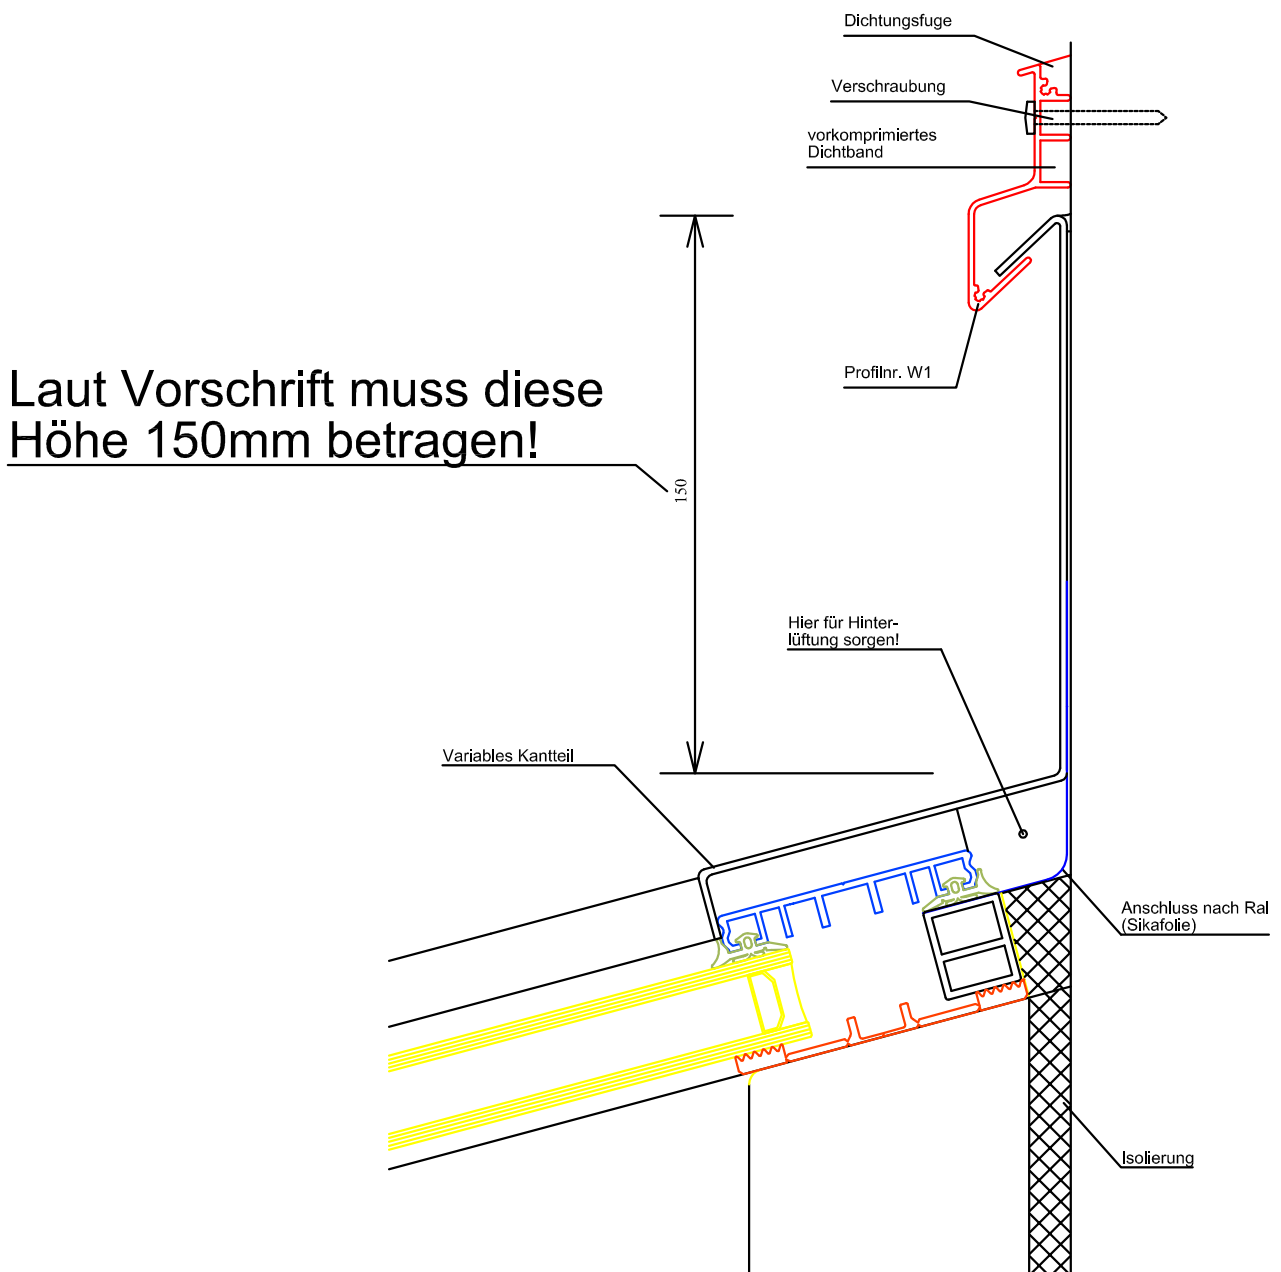 Dichtungsfuge
Verschraubung
vorkomprimiertes
Dichtband
Profilnr. W1
Laut Vorschrift muss diese
Höhe 150mm betragen!
150
Hier für Hinter-
lüftung sorgen!
Variables Kantteil
Anschluss nach Ral
(Sikafolie)
Isolierung